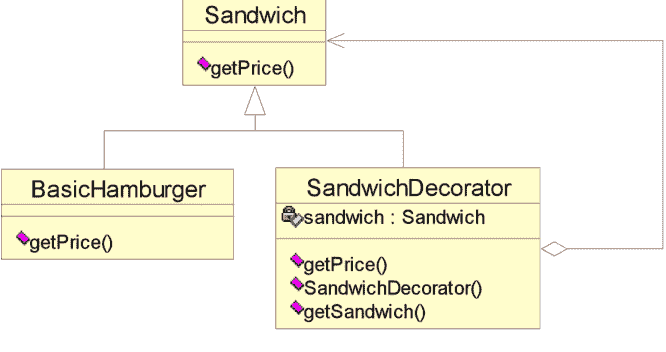 Sandwich
getPrice()
BasicHamburger
getPrice()
SandwichDecorator
sandwich : Sandwich
getPrice()
SandwichDecorator()
getSandwich()